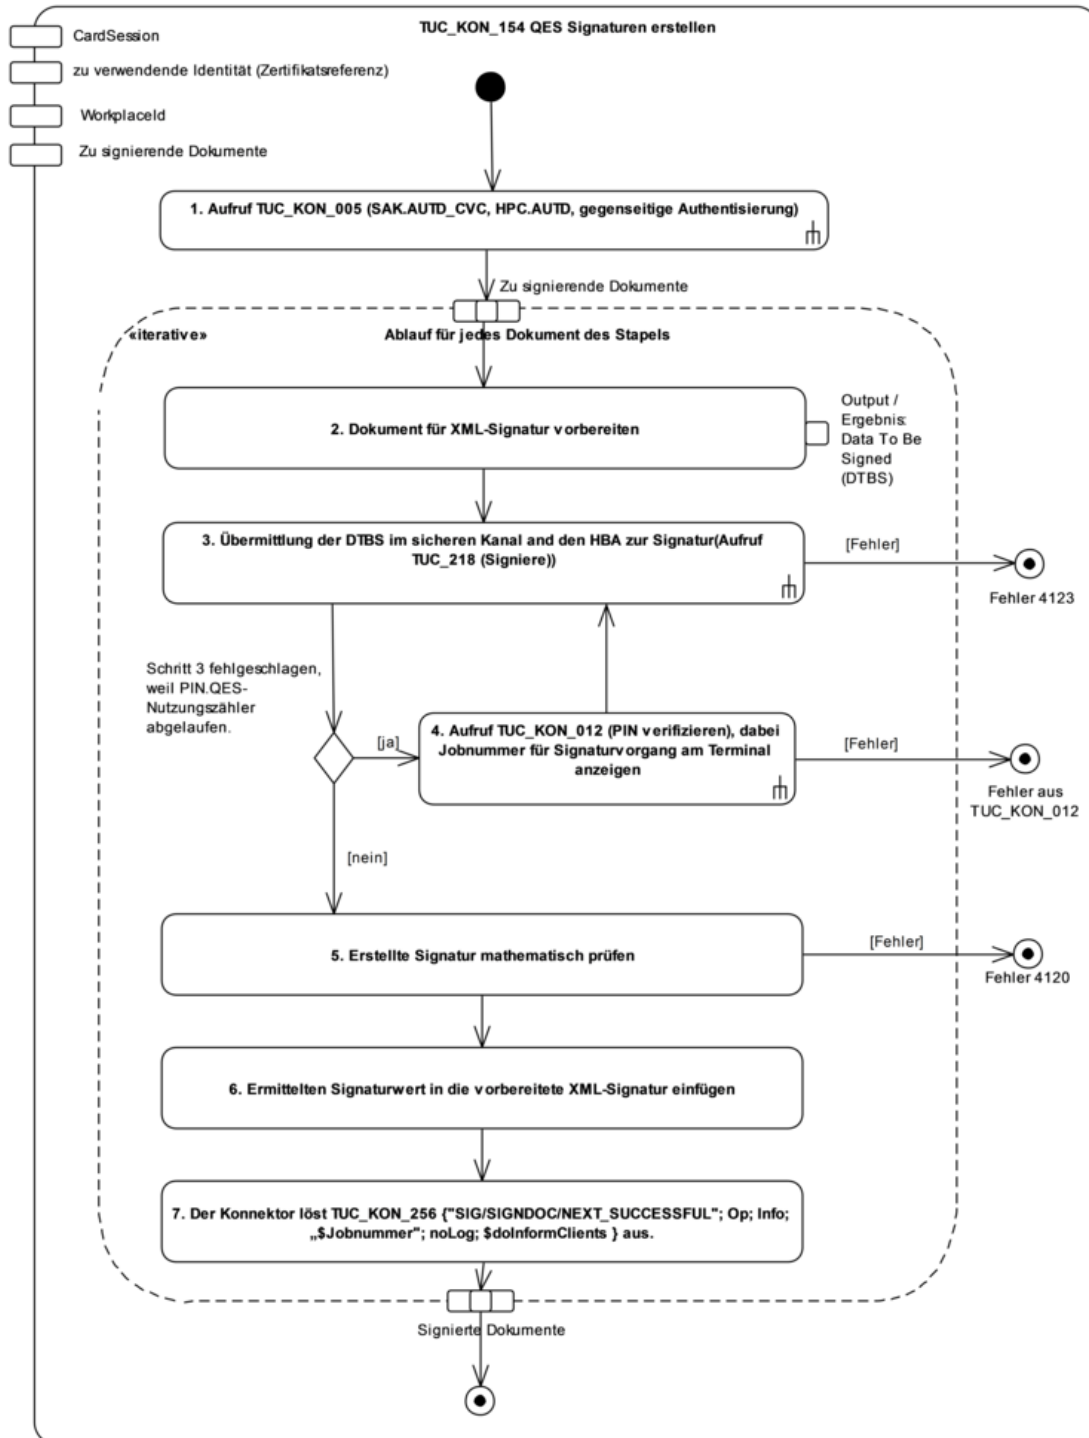 TUC_KON_154 QES Signaturen erstellen
CardSession
zu verwendende Identität (Zertifikatsreferenz)
WorkplaceId
Zu signierende Dokumente
1. Aufruf TUC_KON_005 (SAK.AUTD_CVC, HPC.AUTD, gegenseitige Authentisierung)
Zu signierende Dokumente
«iterative»
Ablauf für jedes Dokument des Stapels
2. Dokument für XML-Signatur vorbereiten
Output /
Ergebnis:
Data To Be
Signed
(DTBS)
3. Übermittlung der DTBS im sicheren Kanal and den HBA zur Signatur(Aufruf
TUC_218 (Signiere))
[Fehler]
Fehler 4123
Schritt 3 fehlgeschlagen,
weil PIN.QES-
Nutzungszähler
abgelaufen.
[ja]
4. Aufruf TUC_KON_012 (PIN verifizieren), dabei
Jobnummer für Signaturvorgang am Terminal
anzeigen
[Fehler]
Fehler aus
TUC_KON_012
[nein]
5. Erstellte Signatur mathematisch prüfen
[Fehler]
Fehler 4120
6. Ermittelten Signaturwert in die vorbereitete XML-Signatur einfügen
7. Der Konnektor löst TUC_KON_256 {"SIG/SIGNDOC/NEXT_SUCCESSFUL"; Op; Info;
„$Jobnummer"; noLog; $doInformClients } aus.
Signierte Dokumente